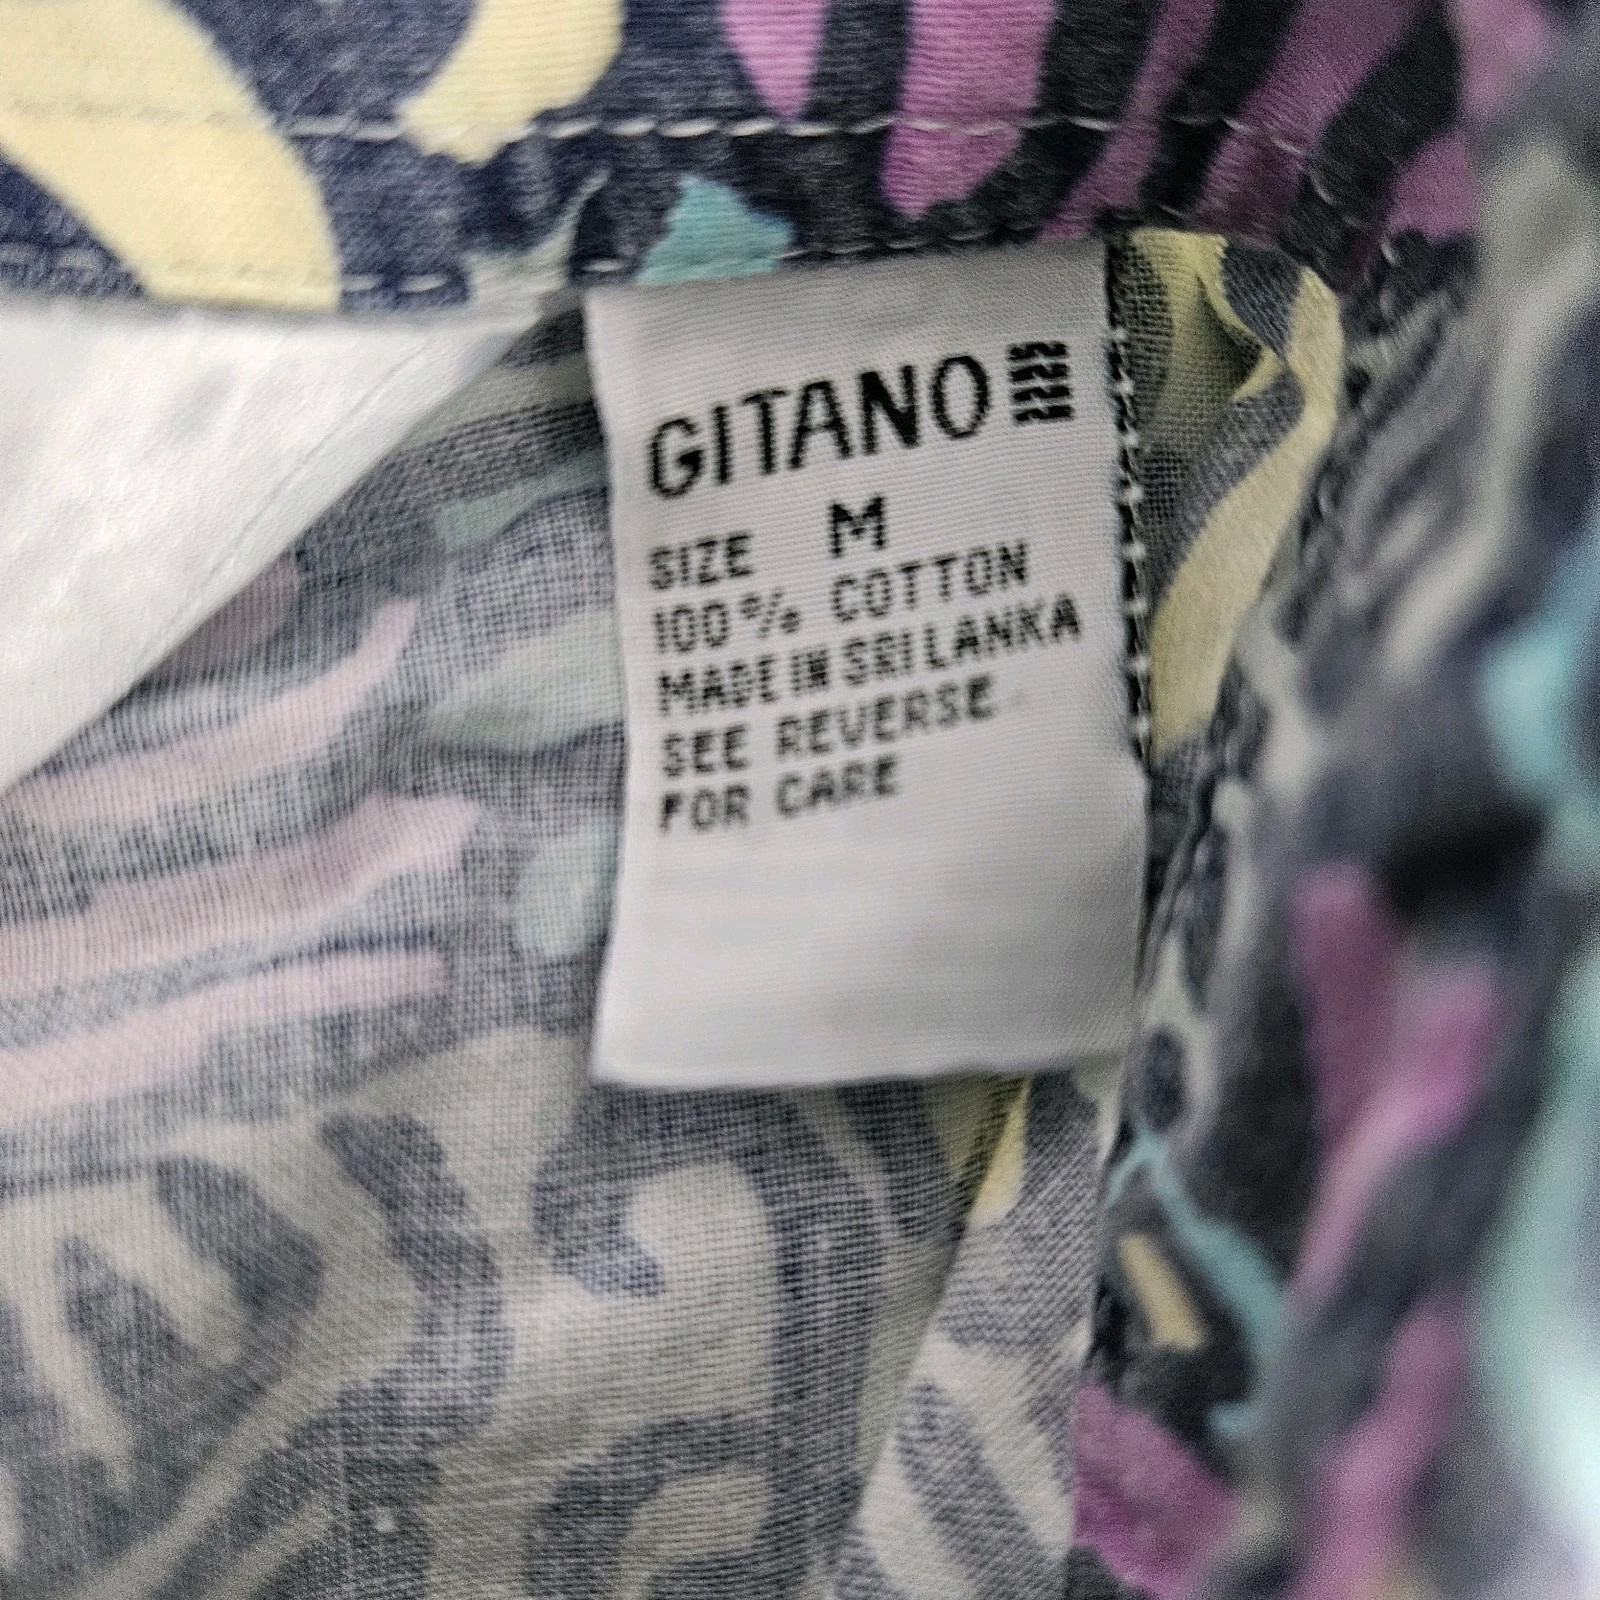 GITANO
SIZE M
100% COTTON
MADE IN SRI LANKA
SEE REVERSE
FOR CARE